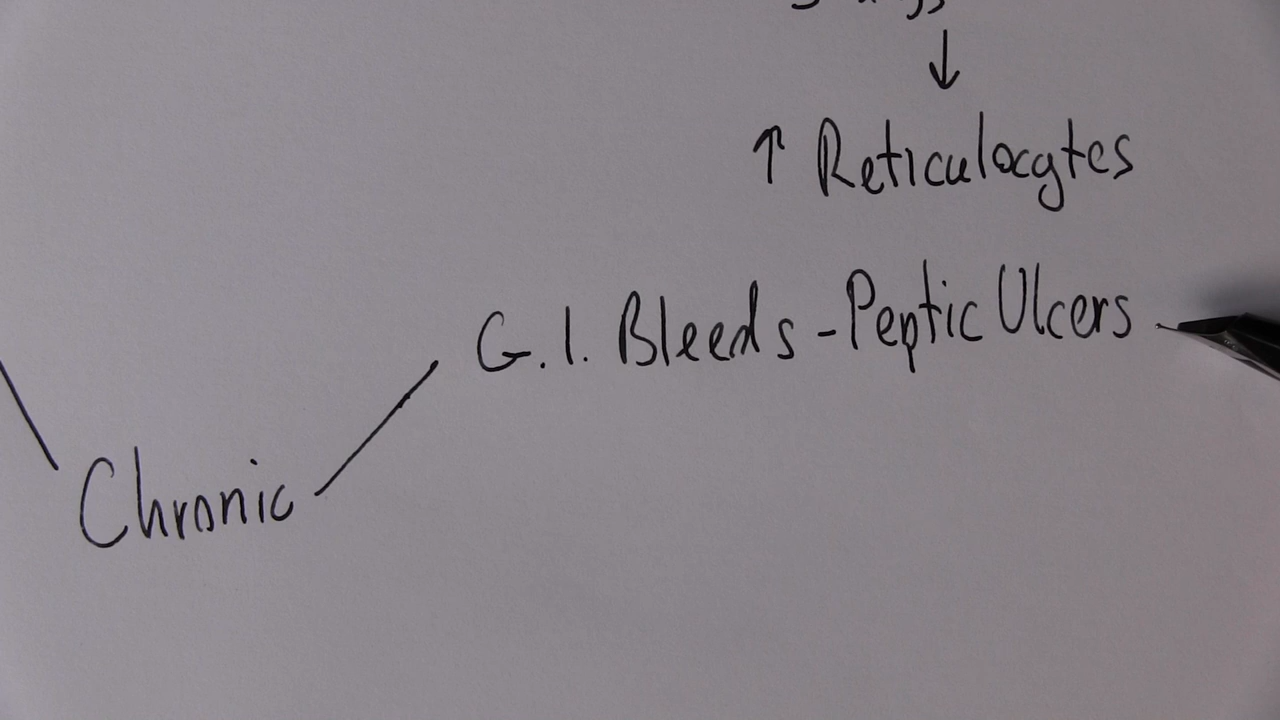 ↓
↑ Reticulocytes
G.I. Bleeds - Peptic Ulcers
Chronic